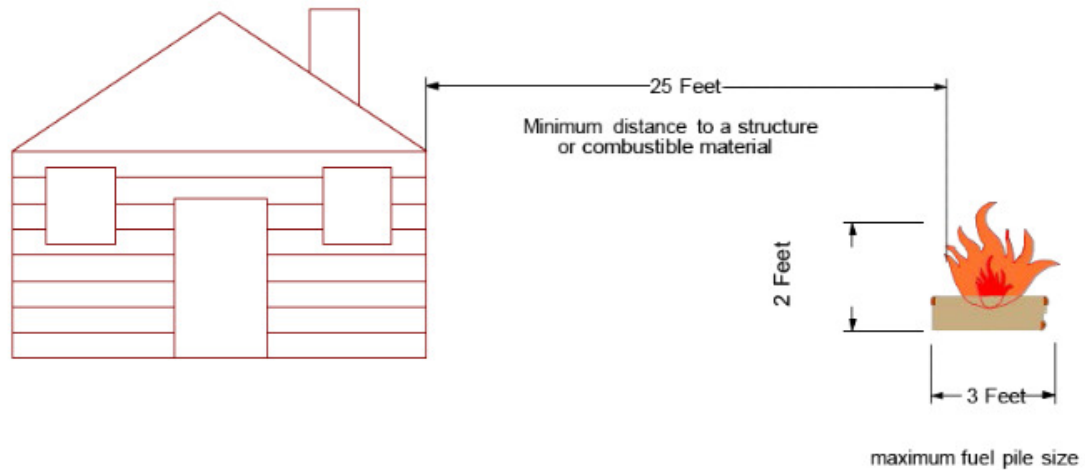 25 Feet
Minimum distance to a structure
or combustible material
2 Feet
3 Feet
maximum fuel pile size